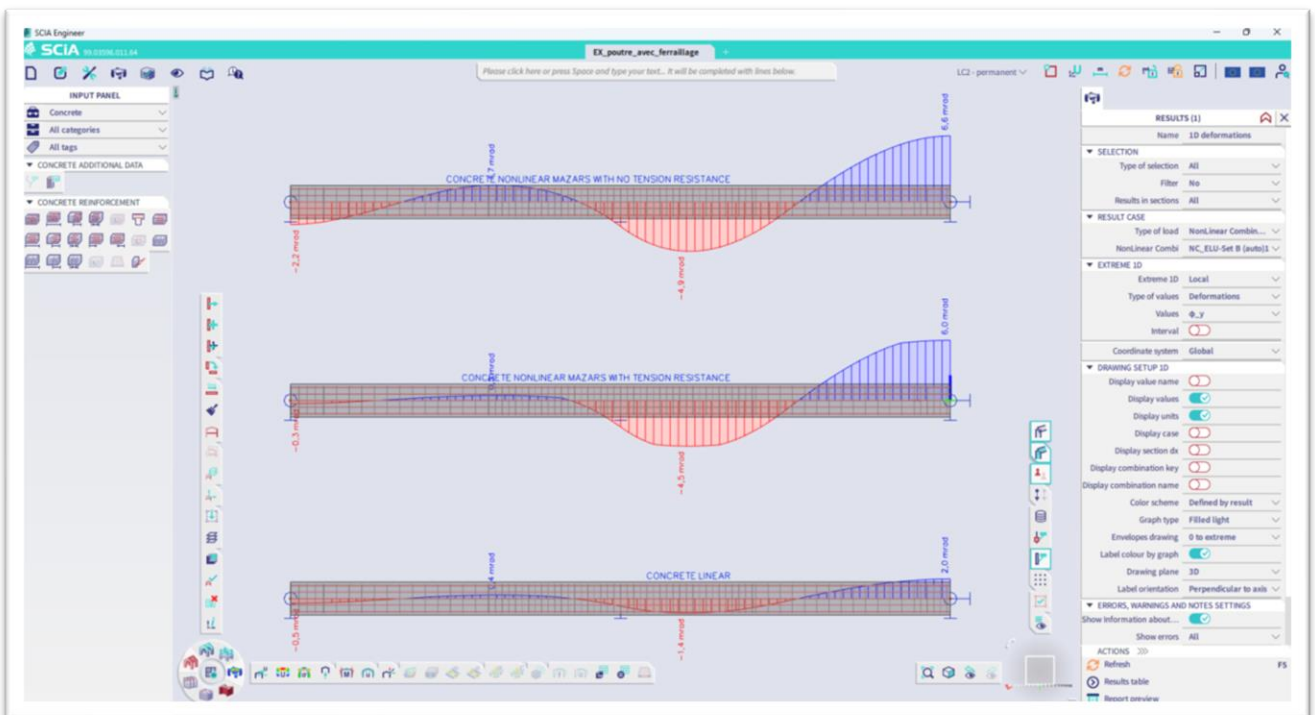 SCIA Engineer
SCIA 99.03596.011.64
EX_poutre_avec_ferraillage
Please click here or press Space and type your text... It will be completed with lines below.
LC2 - permanent
INPUT PANEL
Concrete
All categories
All tags
CONCRETE ADDITIONAL DATA
CONCRETE REINFORCEMENT
CONCRETE NONLINEAR MAZARS WITH NO TENSION RESISTANCE
6,6 mrad
-2,2 mrad
-4,9 mrad
CONCRETE NONLINEAR MAZARS WITH TENSION RESISTANCE
6,0 mrad
-0,3 mrad
-4,5 mrad
CONCRETE LINEAR
2,0 mrad
-0,5 mrad
-1,4 mrad
RESULTS (1)
Name 1D deformations
SELECTION
Type of selection All
Filter No
Results in sections All
RESULT CASE
Type of load NonLinear Combin...
NonLinear Combi NC_ELU-Set B (auto)1
EXTREME 1D
Extreme 1D Local
Type of values Deformations
Values Φ_y
Interval
Coordinate system Global
DRAWING SETUP 1D
Display value name
Display values
Display units
Display case
Display section dx
Display combination key
Display combination name
Color scheme Defined by result
Graph type Filled light
Envelopes drawing 0 to extreme
Label colour by graph
Drawing plane 3D
Label orientation Perpendicular to axis
ERRORS, WARNINGS AND NOTES SETTINGS
Show information about...
Show errors All
ACTIONS
Refresh F5
Results table
Report preview